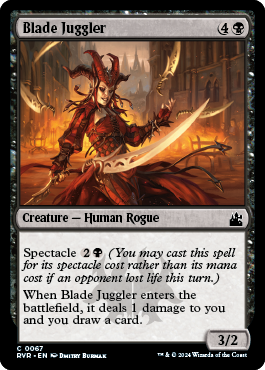 Blade Juggler 4
Creature — Human Rogue
Spectacle 2 (You may cast this spell
for its spectacle cost rather than its mana
cost if an opponent lost life this turn.)
When Blade Juggler enters the
battlefield, it deals 1 damage to you
and you draw a card.
3/2
C 0067
RVR • EN Dmitry Burmak
™ & © 2024 Wizards of the Coast